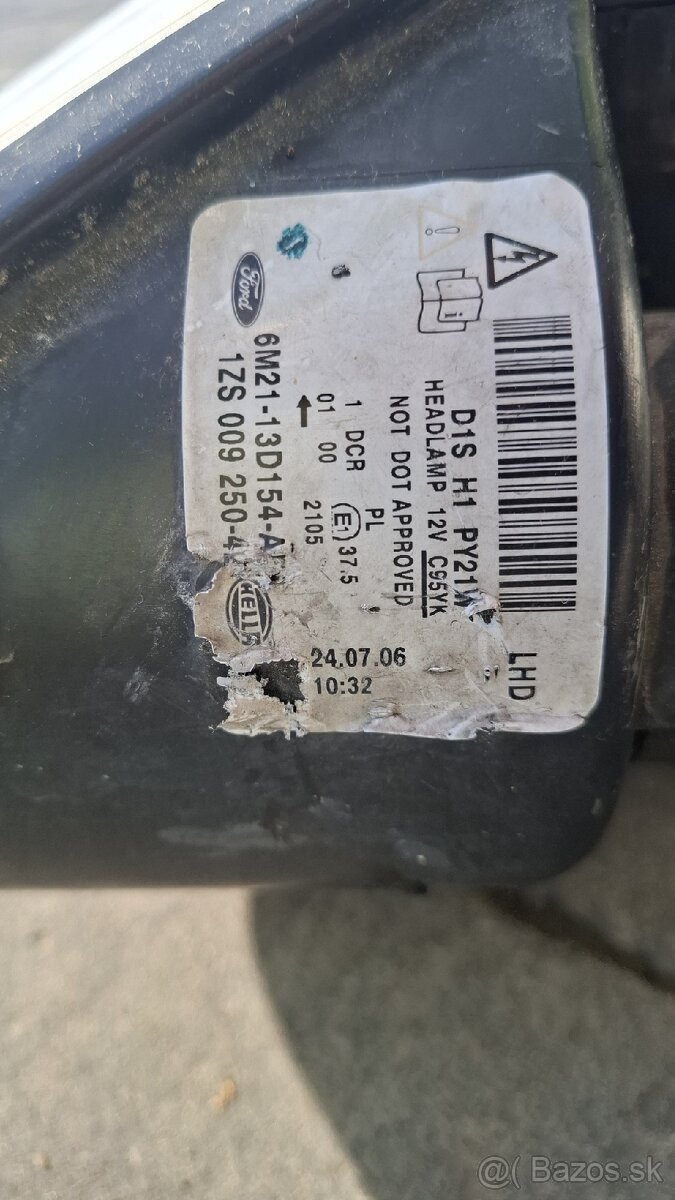 Ford
6M21-13D154-A
1ZS 009 250-4
1 DCR PL
01 00 E1 37.5
2105
D1S H1 PY21W
HEADLAMP 12V C95YK
NOT DOT APPROVED
HELLA
24.07.06
10:32
LHD
@( Bazos.sk